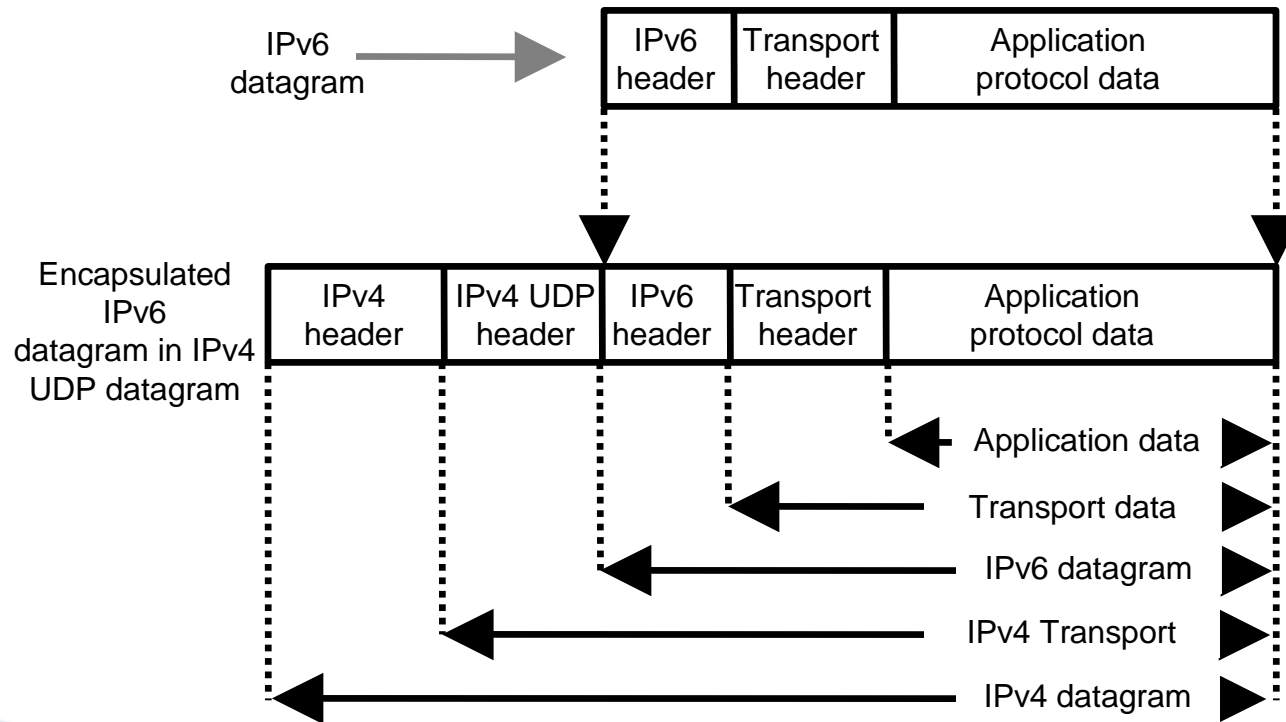 IPv6
datagram
IPv6
header
Transport
header
Application
protocol data
Encapsulated
IPv6
datagram in IPv4
UDP datagram
IPv4
header
IPv4 UDP
header
IPv6
header
Transport
header
Application
protocol data
Application data
Transport data
IPv6 datagram
IPv4 Transport
IPv4 datagram